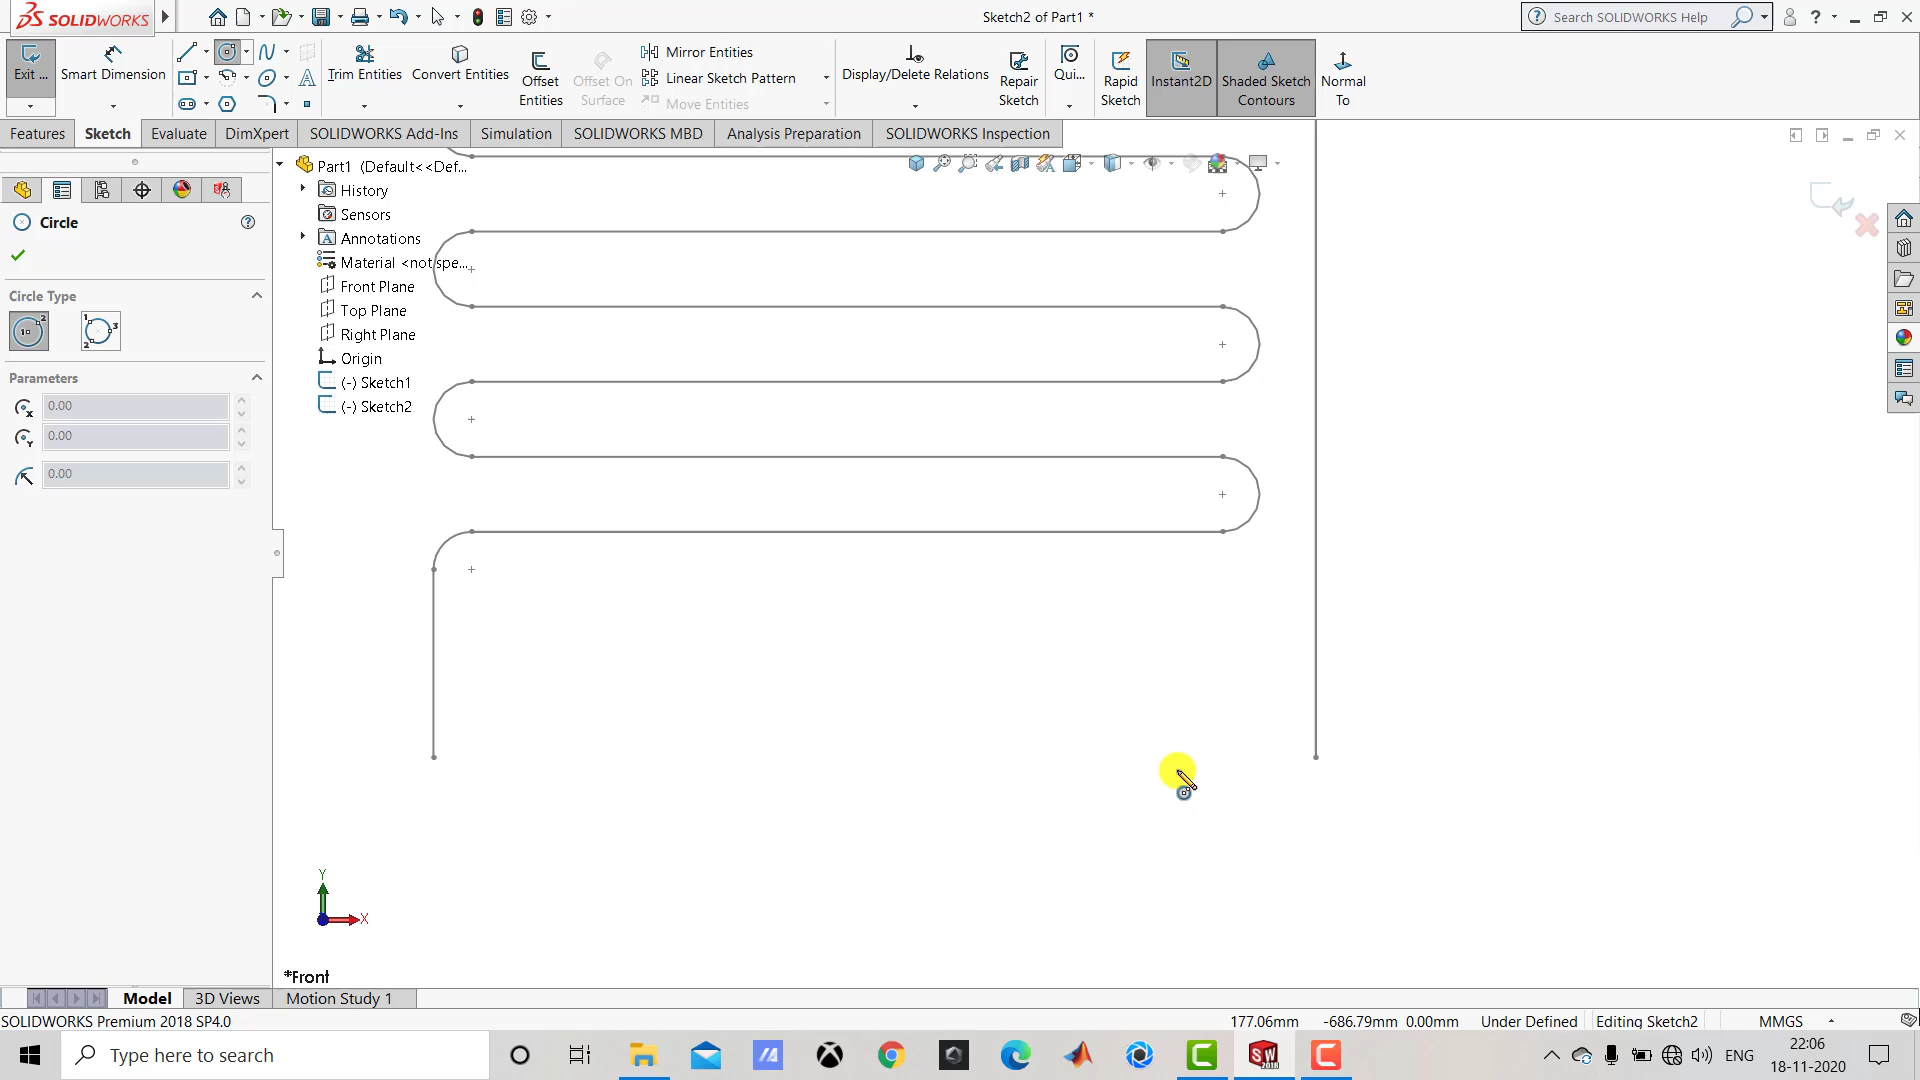 SOLIDWORKS
Sketch2 of Part1 *
Search SOLIDWORKS Help
Exit ...
Smart Dimension
Trim Entities
Convert Entities
Offset
Entities
Offset On
Surface
Mirror Entities
Linear Sketch Pattern
Move Entities
Display/Delete Relations
Repair
Sketch
Qui...
Rapid
Sketch
Instant2D
Shaded Sketch
Contours
Normal
To
Features
Sketch
Evaluate
DimXpert
SOLIDWORKS Add-Ins
Simulation
SOLIDWORKS MBD
Analysis Preparation
SOLIDWORKS Inspection
Circle
Circle Type
Parameters
0.00
0.00
0.00
Part1 (Default<<Def...
History
Sensors
Annotations
Material <not spe...
Front Plane
Top Plane
Right Plane
Origin
(-) Sketch1
(-) Sketch2
Y
X
*Front
Model
3D Views
Motion Study 1
SOLIDWORKS Premium 2018 SP4.0
177.06mm
-686.79mm
0.00mm
Under Defined
Editing Sketch2
MMGS
Type here to search
ENG
22:06
18-11-2020